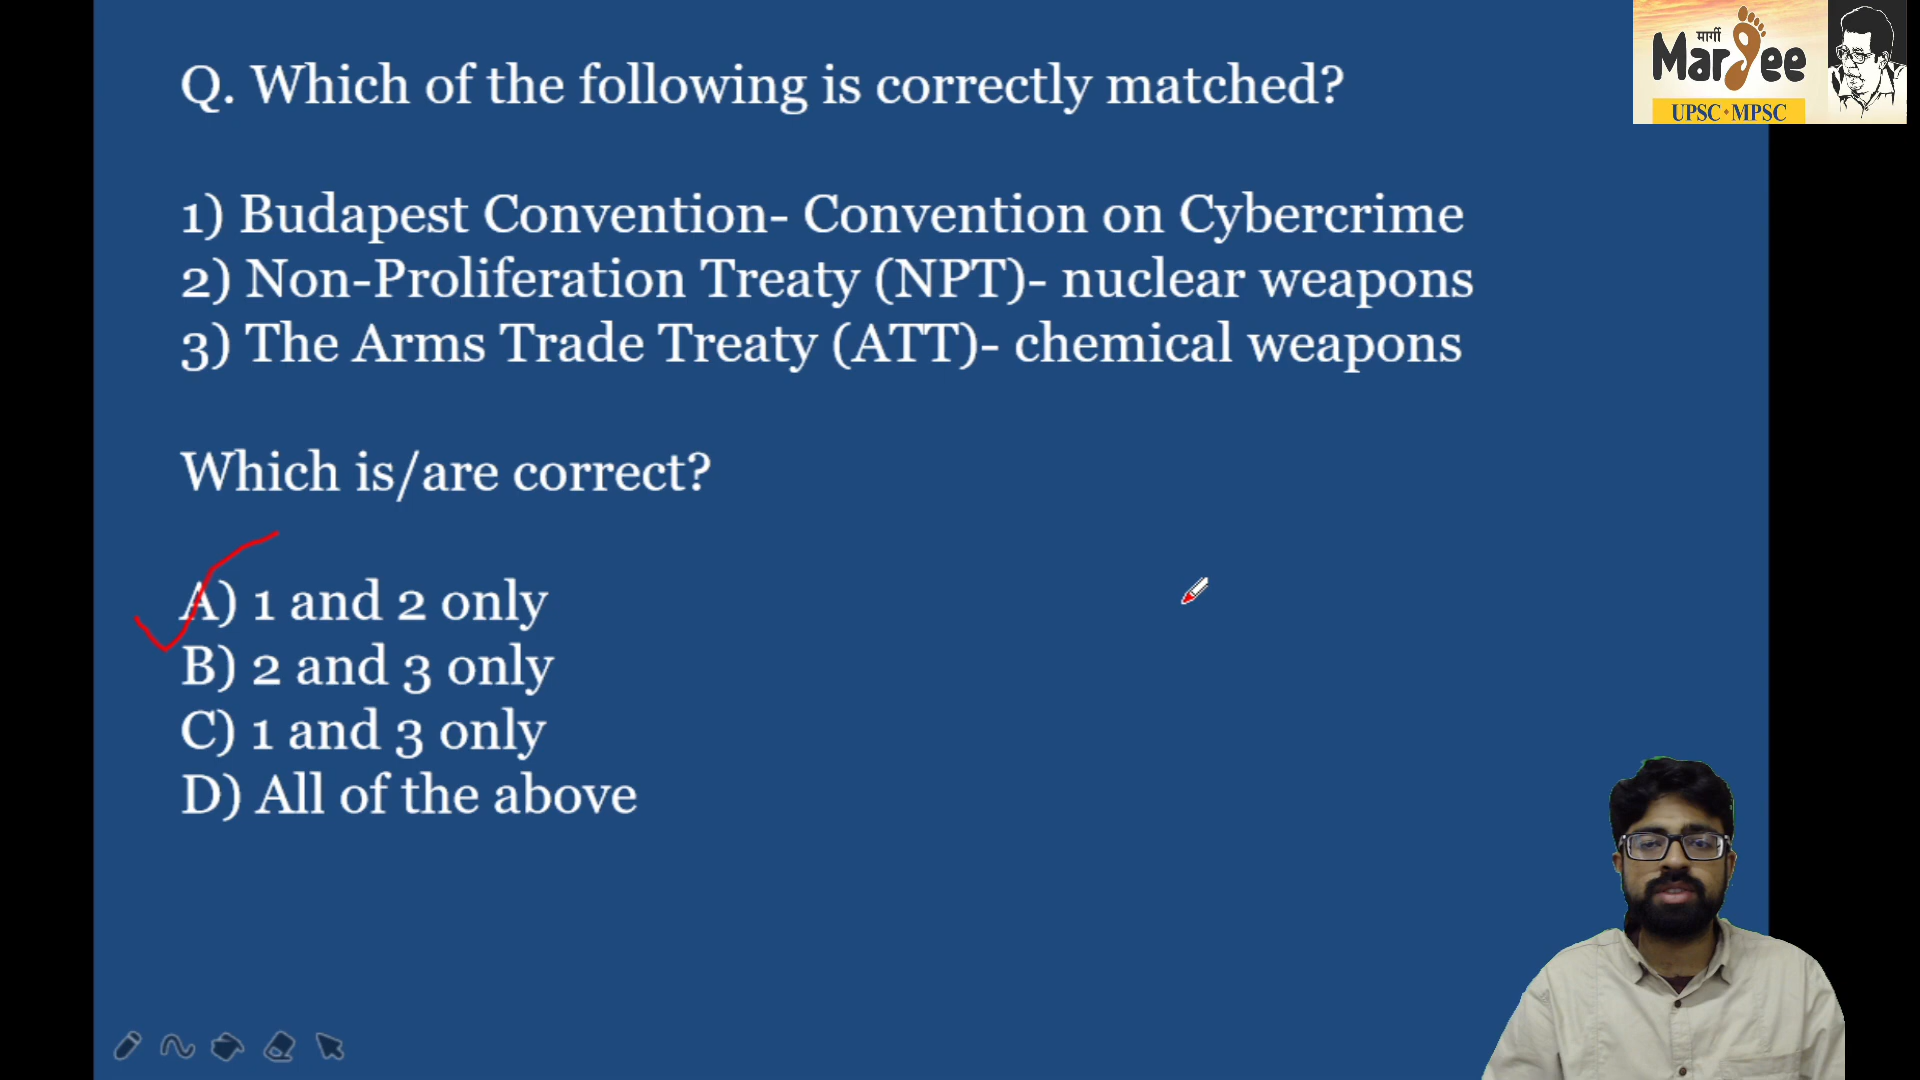 Q. Which of the following is correctly matched?
1) Budapest Convention- Convention on Cybercrime
2) Non-Proliferation Treaty (NPT)- nuclear weapons
3) The Arms Trade Treaty (ATT)- chemical weapons
Which is/are correct?
A) 1 and 2 only
B) 2 and 3 only
C) 1 and 3 only
D) All of the above
मार्गी
Margee
UPSC • MPSC